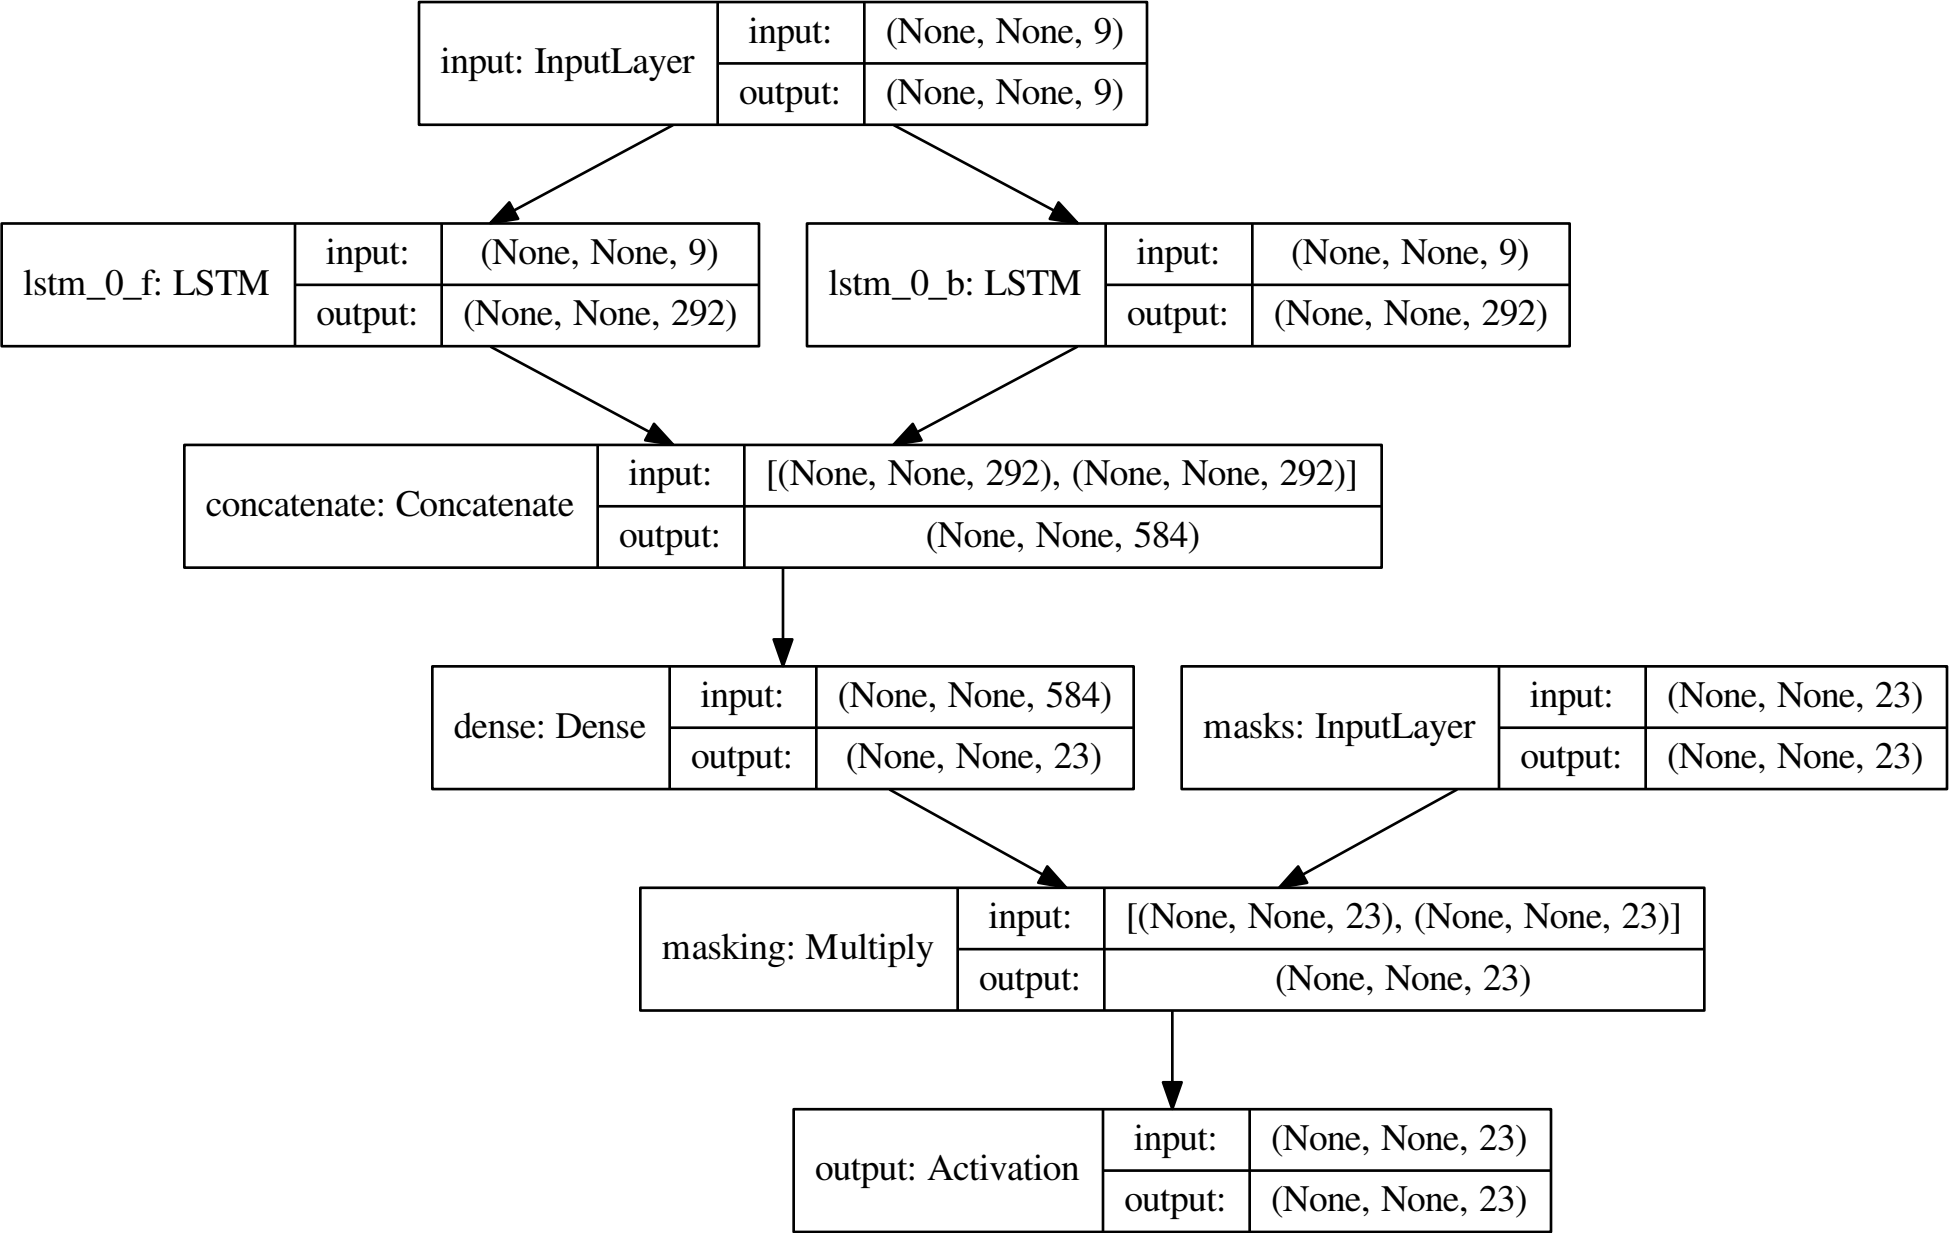 input: InputLayer
input:
(None, None, 9)
output:
(None, None, 9)
lstm_0_f: LSTM
input:
(None, None, 9)
output:
(None, None, 292)
lstm_0_b: LSTM
input:
(None, None, 9)
output:
(None, None, 292)
concatenate: Concatenate
input:
[(None, None, 292), (None, None, 292)]
output:
(None, None, 584)
dense: Dense
input:
(None, None, 584)
output:
(None, None, 23)
masks: InputLayer
input:
(None, None, 23)
output:
(None, None, 23)
masking: Multiply
input:
[(None, None, 23), (None, None, 23)]
output:
(None, None, 23)
output: Activation
input:
(None, None, 23)
output:
(None, None, 23)